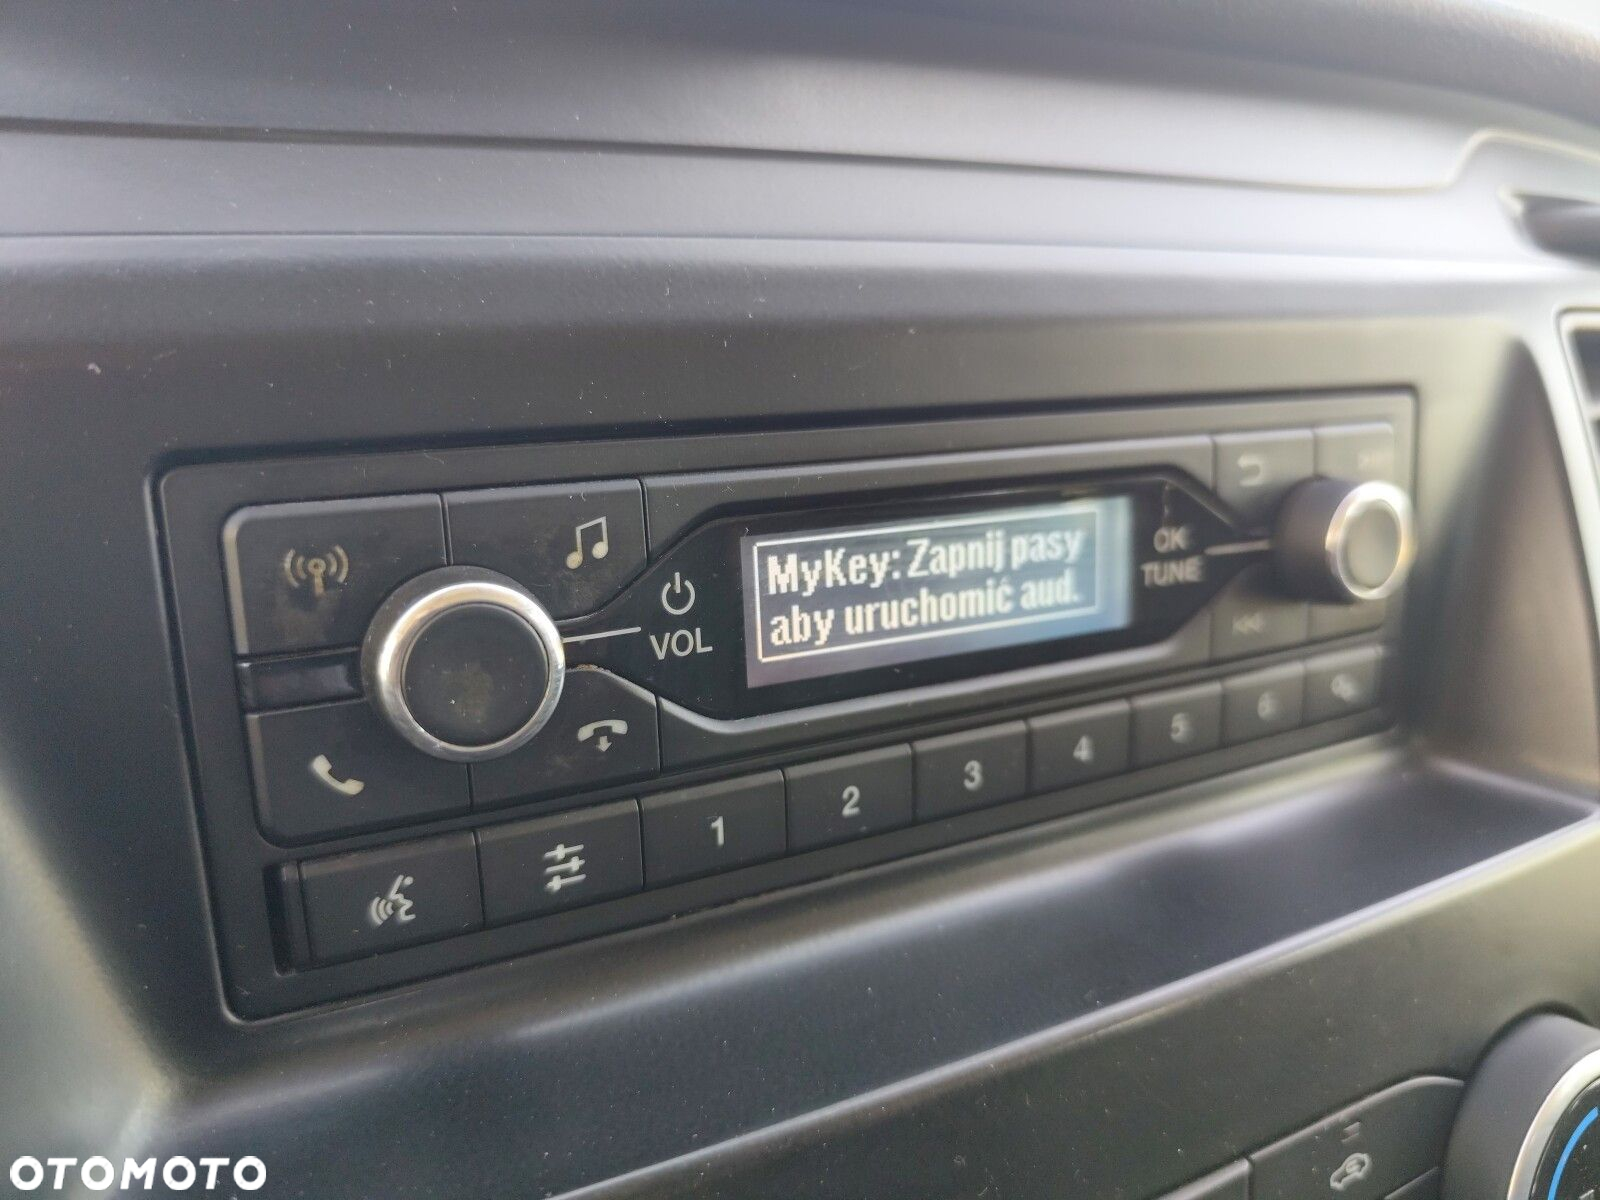 MyKey: Zapnij pasy
aby uruchomić aud.
VOL
OK
TUNE
1
2
3
4
5
6
OTOMOTO